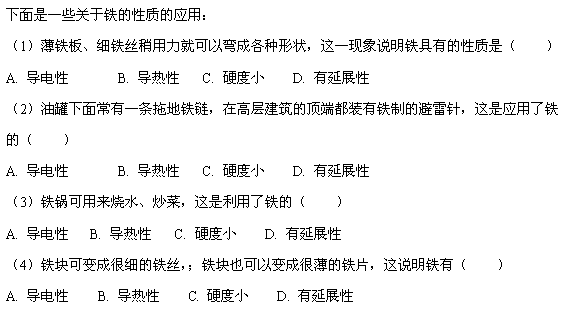 下面是一些关于铁的性质的应用：
（1）薄铁板、细铁丝稍用力就可以弯成各种形状，这一现象说明铁具有的性质是（　　）
A. 导电性　　B. 导热性　C. 硬度小　D. 有延展性
（2）油罐下面常有一条拖地铁链，在高层建筑的顶端都装有铁制的避雷针，这是应用了铁
的（　　）
A. 导电性　　B. 导热性　C. 硬度小　D. 有延展性
（3）铁锅可用来烧水、炒菜，这是利用了铁的（　　）
A. 导电性　B. 导热性　C. 硬度小　D. 有延展性
（4）铁块可变成很细的铁丝,；铁块也可以变成很薄的铁片，这说明铁有（　　）
A. 导电性　B. 导热性　C. 硬度小　D. 有延展性